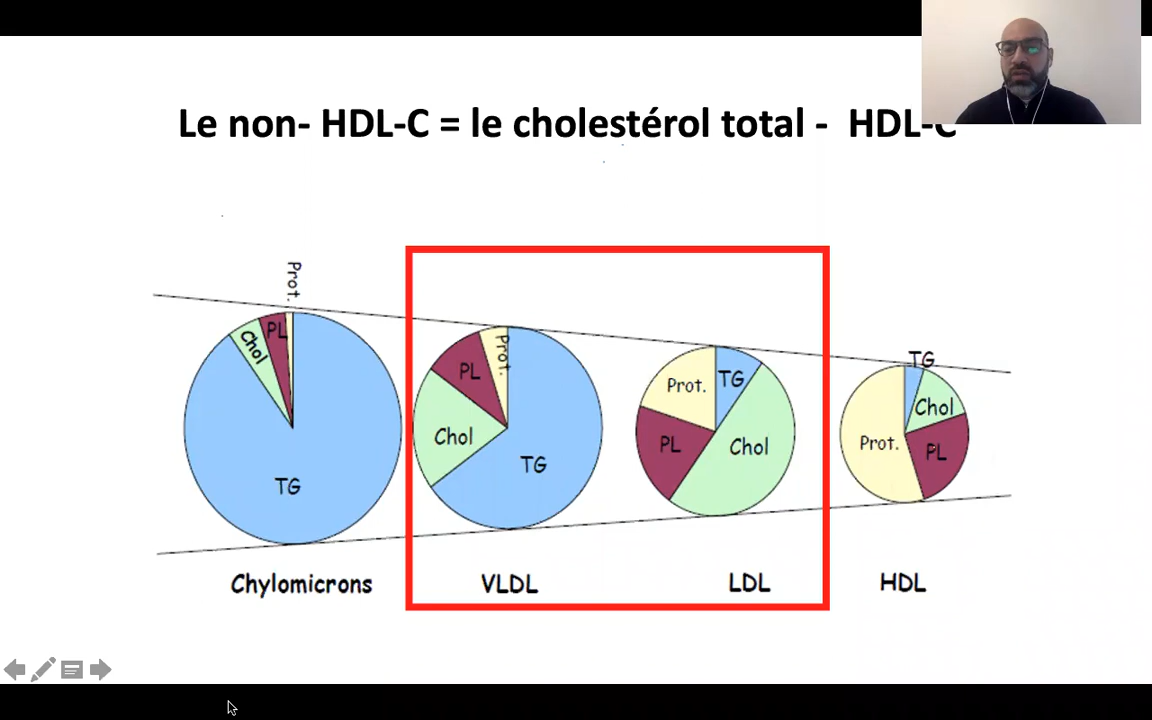 Le non- HDL-C = le cholestérol total - HDL-C
Prot.
Chol
PL
TG
Chylomicrons
Prot.
PL
Chol
TG
VLDL
Prot.
TG
PL
Chol
LDL
TG
Chol
Prot.
PL
HDL